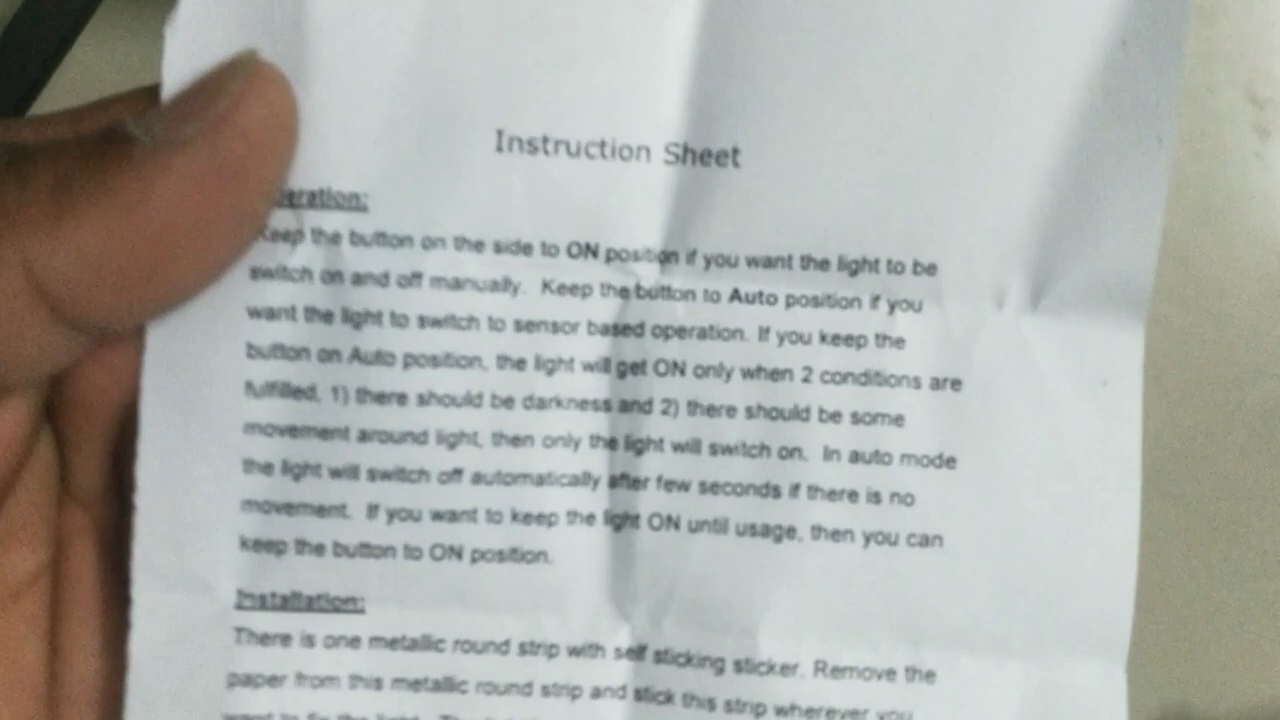 Instruction Sheet
Operation:
Keep the button on the side to ON position if you want the light to be
switch on and off manually. Keep the button to Auto position if you
want the light to switch to sensor based operation. If you keep the
button on Auto position, the light will get ON only when 2 conditions are
fulfilled. 1) there should be darkness and 2) there should be some
movement around light, then only the light will switch on. In auto mode
the light will switch off automatically after few seconds if there is no
movement. If you want to keep the light ON until usage, then you can
keep the button to ON position.
Installation:
There is one metallic round strip with self sticking sticker. Remove the
paper from this metallic round strip and stick this strip wherever you
want to fix the light. The